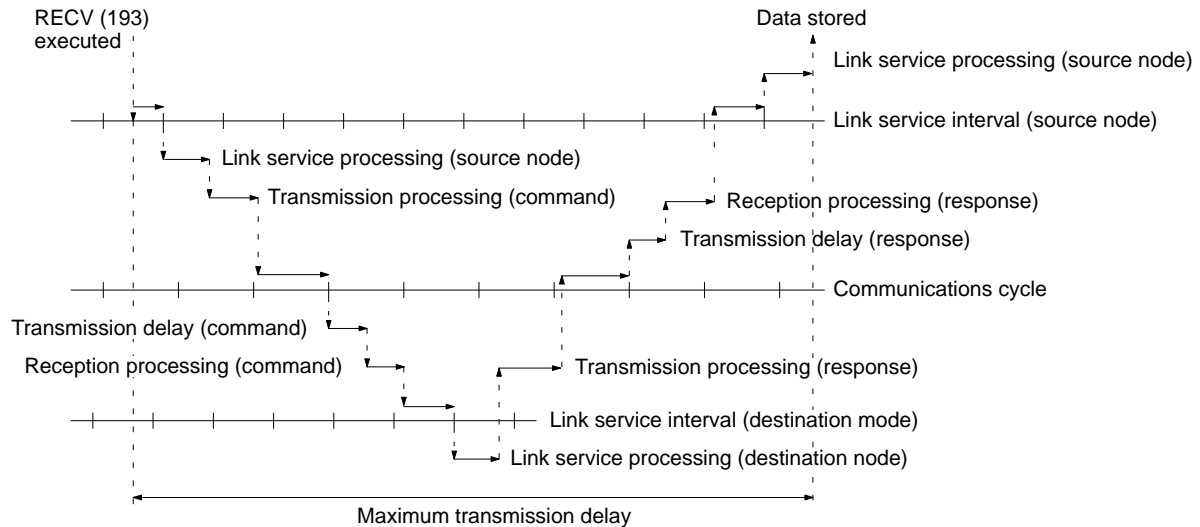 RECV (193)
executed
Data stored
Link service processing (source node)
Link service interval (source node)
Link service processing (source node)
Transmission processing (command)
Reception processing (response)
Transmission delay (response)
Communications cycle
Transmission delay (command)
Reception processing (command)
Transmission processing (response)
Link service interval (destination mode)
Link service processing (destination node)
Maximum transmission delay